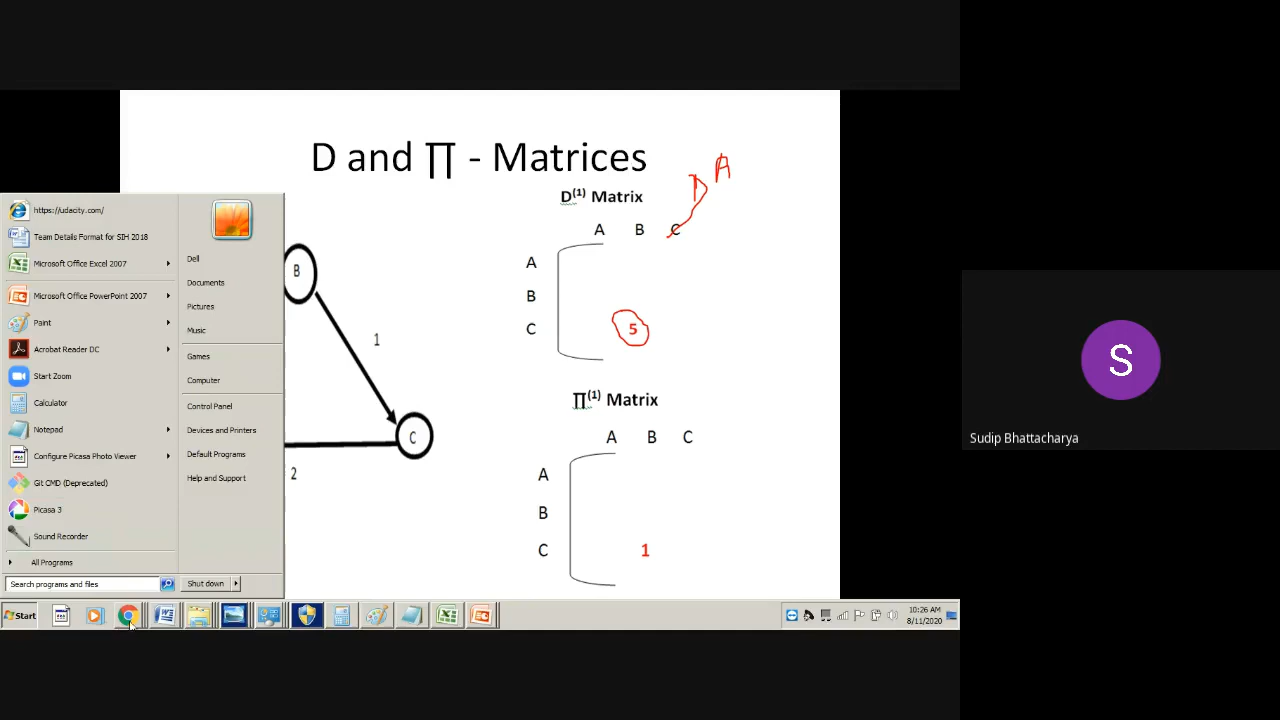 D and ∏ - Matrices
D A
D(1) Matrix
A B C
A
B
C 5
∏(1) Matrix
A B C
A
B
C 1
B
1
C
2
https://udacity.com/
Team Details Format for SIH 2018
Microsoft Office Excel 2007
Microsoft Office PowerPoint 2007
Paint
Acrobat Reader DC
Start Zoom
Calculator
Notepad
Configure Picasa Photo Viewer
Git CMD (Deprecated)
Picasa 3
Sound Recorder
All Programs
Search programs and files
Dell
Documents
Pictures
Music
Games
Computer
Control Panel
Devices and Printers
Default Programs
Help and Support
Shut down
Start
10:26 AM
8/11/2020
S
Sudip Bhattacharya